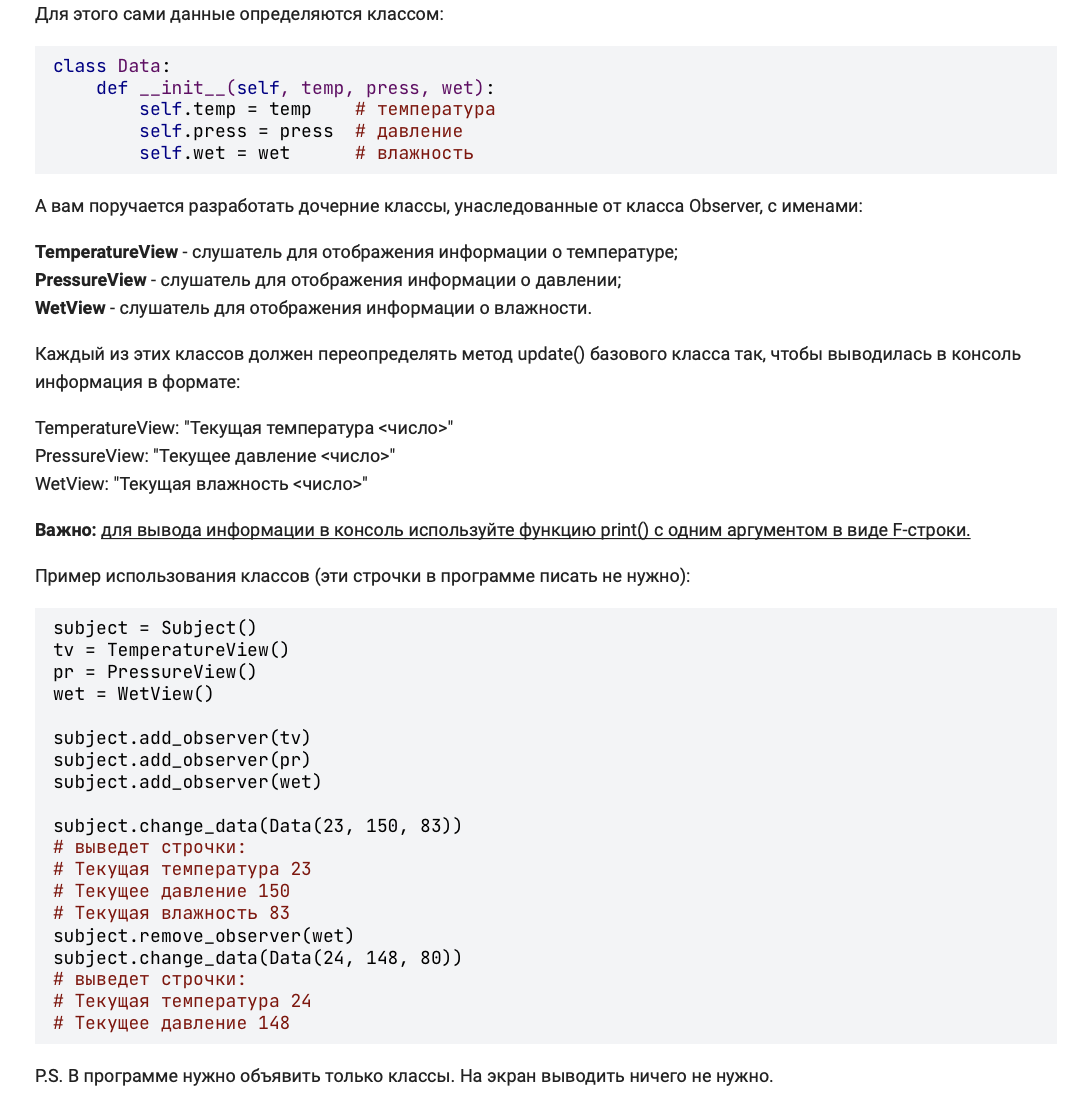 Для этого сами данные определяются классом:
class Data:
    def __init__(self, temp, press, wet):
        self.temp = temp    # температура
        self.press = press  # давление
        self.wet = wet      # влажность
А вам поручается разработать дочерние классы, унаследованные от класса Observer, с именами:
TemperatureView - слушатель для отображения информации о температуре;
PressureView - слушатель для отображения информации о давлении;
WetView - слушатель для отображения информации о влажности.
Каждый из этих классов должен переопределять метод update() базового класса так, чтобы выводилась в консоль
информация в формате:
TemperatureView: "Текущая температура <число>"
PressureView: "Текущее давление <число>"
WetView: "Текущая влажность <число>"
Важно: для вывода информации в консоль используйте функцию print() с одним аргументом в виде F-строки.
Пример использования классов (эти строчки в программе писать не нужно):
subject = Subject()
tv = TemperatureView()
pr = PressureView()
wet = WetView()
subject.add_observer(tv)
subject.add_observer(pr)
subject.add_observer(wet)
subject.change_data(Data(23, 150, 83))
# выведет строчки:
# Текущая температура 23
# Текущее давление 150
# Текущая влажность 83
subject.remove_observer(wet)
subject.change_data(Data(24, 148, 80))
# выведет строчки:
# Текущая температура 24
# Текущее давление 148
P.S. В программе нужно объявить только классы. На экран выводить ничего не нужно.